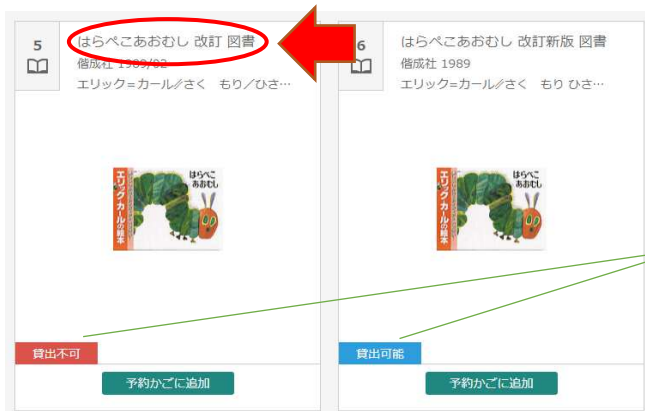 5
はらぺこあおむし 改訂 図書
偕成社 1989/02
エリック=カール∥さく もり/ひさ…
はらぺこ
あおむし
エリック・カールの絵本
貸出不可
予約かごに追加
6
はらぺこあおむし 改訂新版 図書
偕成社 1989
エリック=カール∥さく もり ひさ…
はらぺこ
あおむし
エリック・カールの絵本
貸出可能
予約かごに追加